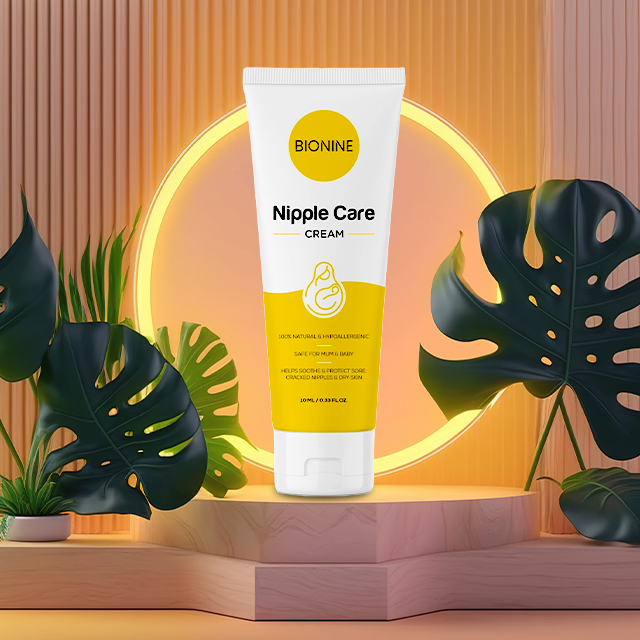 BIONINE
Nipple Care
CREAM
100% NATURAL & HYPOALLERGENIC
SAFE FOR MUM & BABY
HELPS SOOTHE & PROTECT SORE,
CRACKED NIPPLES & DRY SKIN
10 ML / 0.33 FL.OZ.